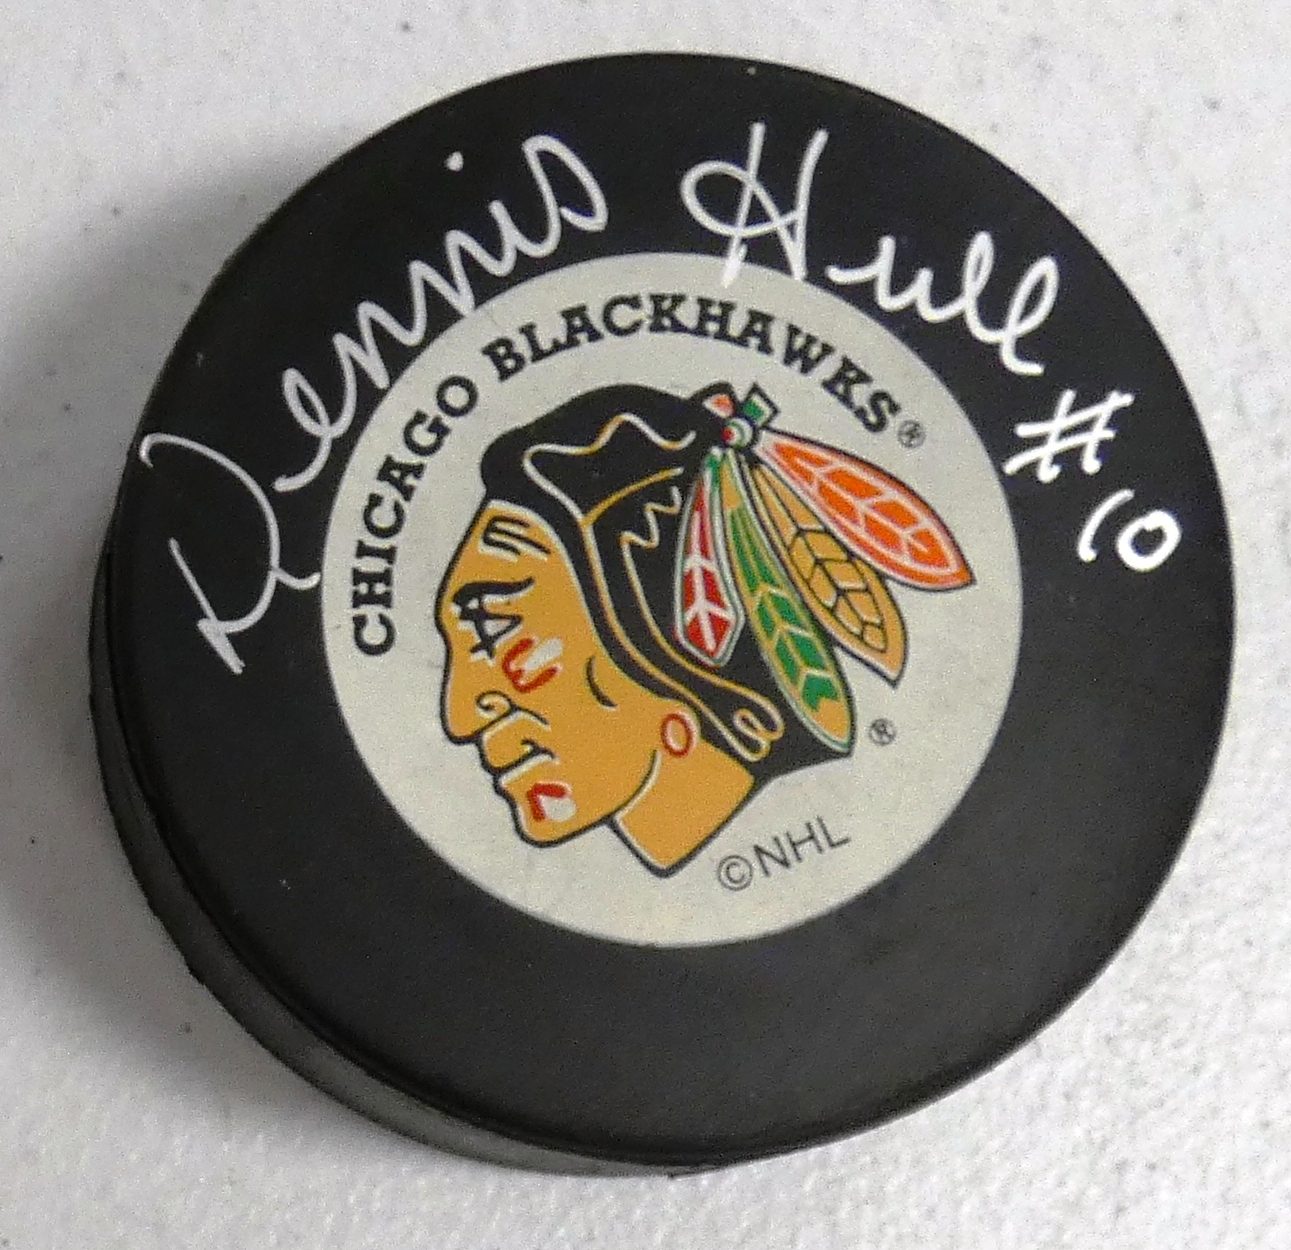 Dennis Hull #10
CHICAGO BLACKHAWKS®
®
©NHL